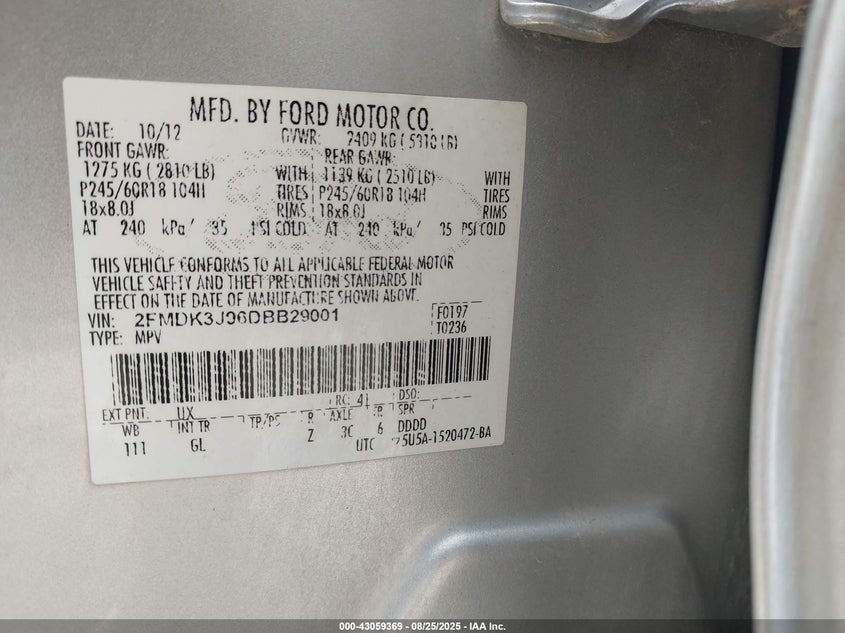 MFD. BY FORD MOTOR CO.
DATE: 10/12 GVWR: 2409 KG ( 5310 LB)
FRONT GAWR: REAR GAWR:
1275 KG ( 2810 LB) WITH 1139 KG ( 2510 LB) WITH
P245/60R18 104H TIRES P245/60R18 104H TIRES
18x8.0J RIMS 18x8.0J RIMS
AT 240 kPa/ 35 PSI COLD AT 240 kPa/ 35 PSI COLD
THIS VEHICLE CONFORMS TO ALL APPLICABLE FEDERAL MOTOR
VEHICLE SAFETY AND THEFT PREVENTION STANDARDS IN
EFFECT ON THE DATE OF MANUFACTURE SHOWN ABOVE.
VIN: 2FMDK3J96DBB29001 F0197
TYPE: MPV T0236
EXT PNT: UX RC: 41 DSO:
WB INT TR TP/PS R AXLE TR SPR
111 GL Z 3C 6 DDDD
UTC 5U5A-1520472-BA
000-43059369 - 08/25/2025 - IAA Inc.